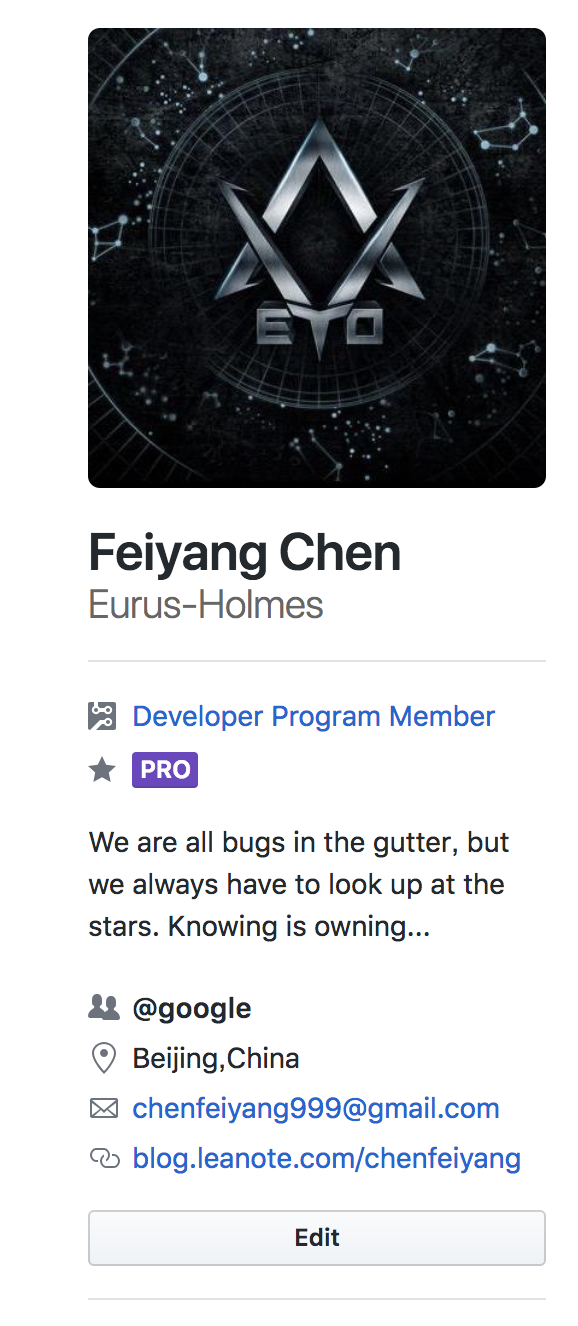 ETO
Feiyang Chen
Eurus-Holmes
Developer Program Member
PRO
We are all bugs in the gutter, but
we always have to look up at the
stars. Knowing is owning...
@google
Beijing,China
chenfeiyang999@gmail.com
blog.leanote.com/chenfeiyang
Edit